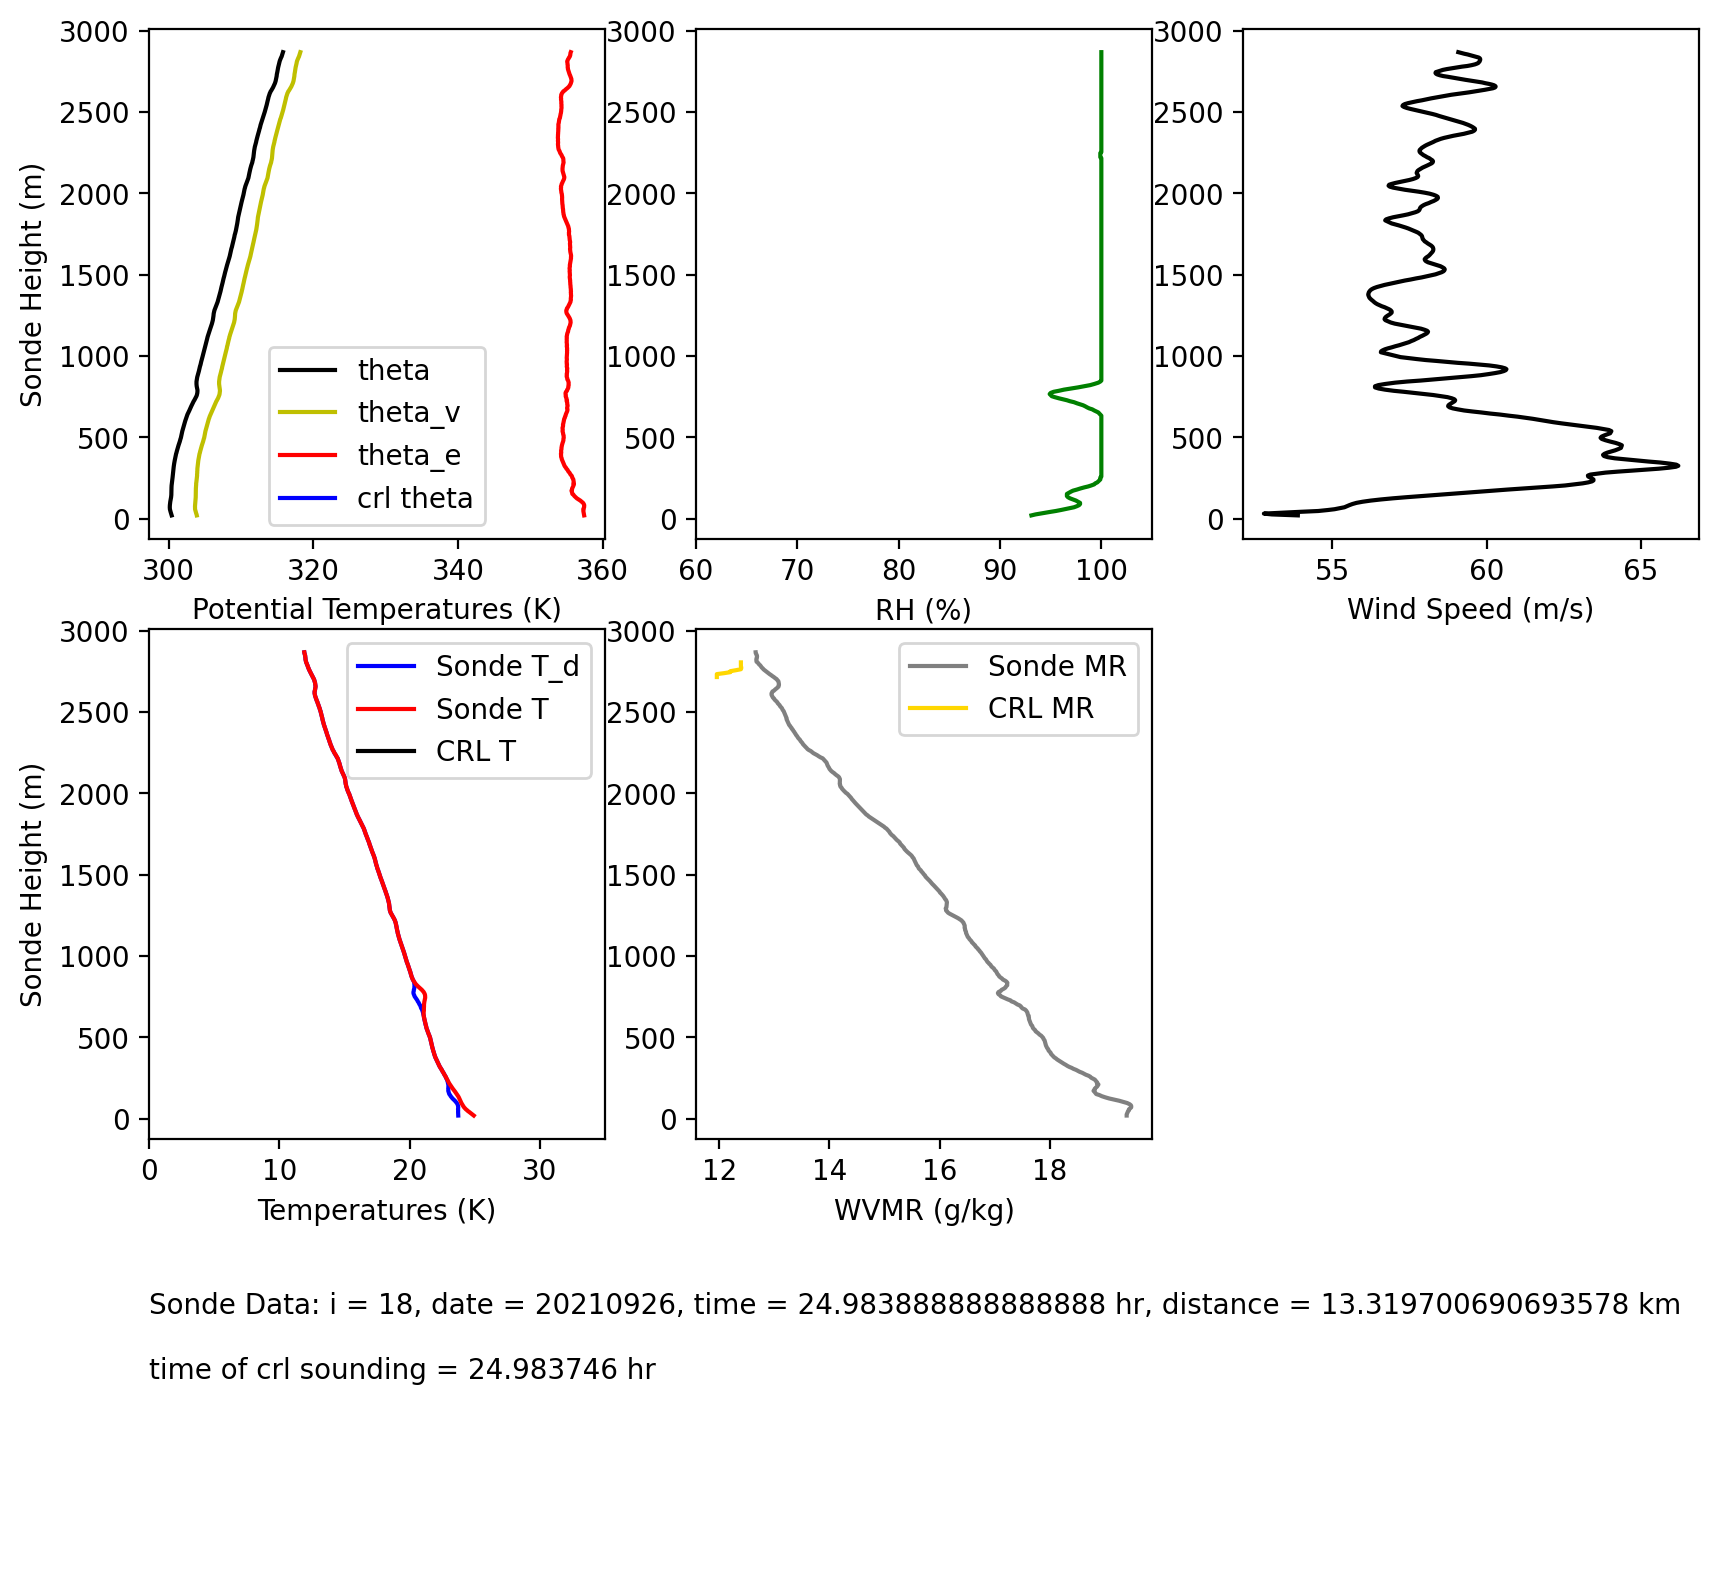 3000
2500
2000
1500
1000
500
0
Sonde Height (m)
theta
theta_v
theta_e
crl theta
300 320 340 360
Potential Temperatures (K)
3000
2500
2000
1500
1000
500
0
60 70 80 90 100
RH (%)
3000
2500
2000
1500
1000
500
0
55 60 65
Wind Speed (m/s)
3000
2500
2000
1500
1000
500
0
Sonde Height (m)
Sonde T_d
Sonde T
CRL T
0 10 20 30
Temperatures (K)
3000
2500
2000
1500
1000
500
0
Sonde MR
CRL MR
12 14 16 18
WVMR (g/kg)
Sonde Data: i = 18, date = 20210926, time = 24.983888888888888 hr, distance = 13.319700690693578 km
time of crl sounding = 24.983746 hr